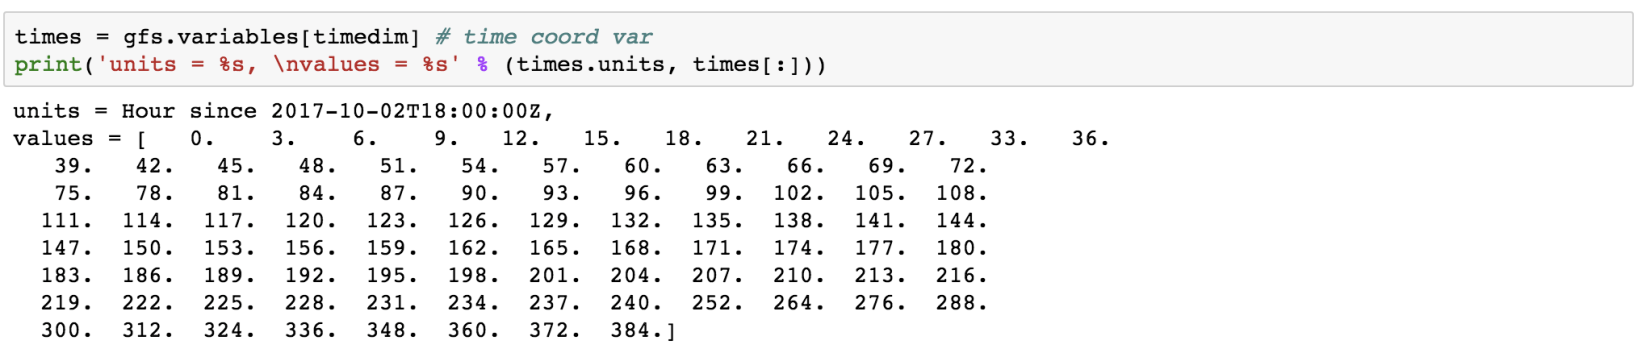 times = gfs.variables[timedim] # time coord var
print('units = %s, \nvalues = %s' % (times.units, times[:]))
units = Hour since 2017-10-02T18:00:00Z,
values = [   0.    3.    6.    9.   12.   15.   18.   21.   24.   27.   33.   36.
   39.   42.   45.   48.   51.   54.   57.   60.   63.   66.   69.   72.
   75.   78.   81.   84.   87.   90.   93.   96.   99.  102.  105.  108.
  111.  114.  117.  120.  123.  126.  129.  132.  135.  138.  141.  144.
  147.  150.  153.  156.  159.  162.  165.  168.  171.  174.  177.  180.
  183.  186.  189.  192.  195.  198.  201.  204.  207.  210.  213.  216.
  219.  222.  225.  228.  231.  234.  237.  240.  252.  264.  276.  288.
  300.  312.  324.  336.  348.  360.  372.  384.]